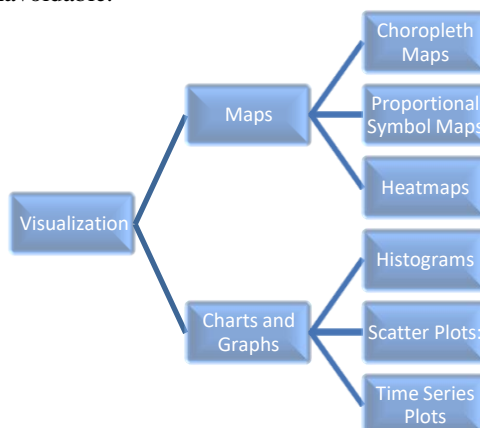 Choropleth
Maps
Maps
Proportional
Symbol Maps
Heatmaps
Visualization
Histograms
Charts and
Graphs
Scatter Plots:
Time Series
Plots